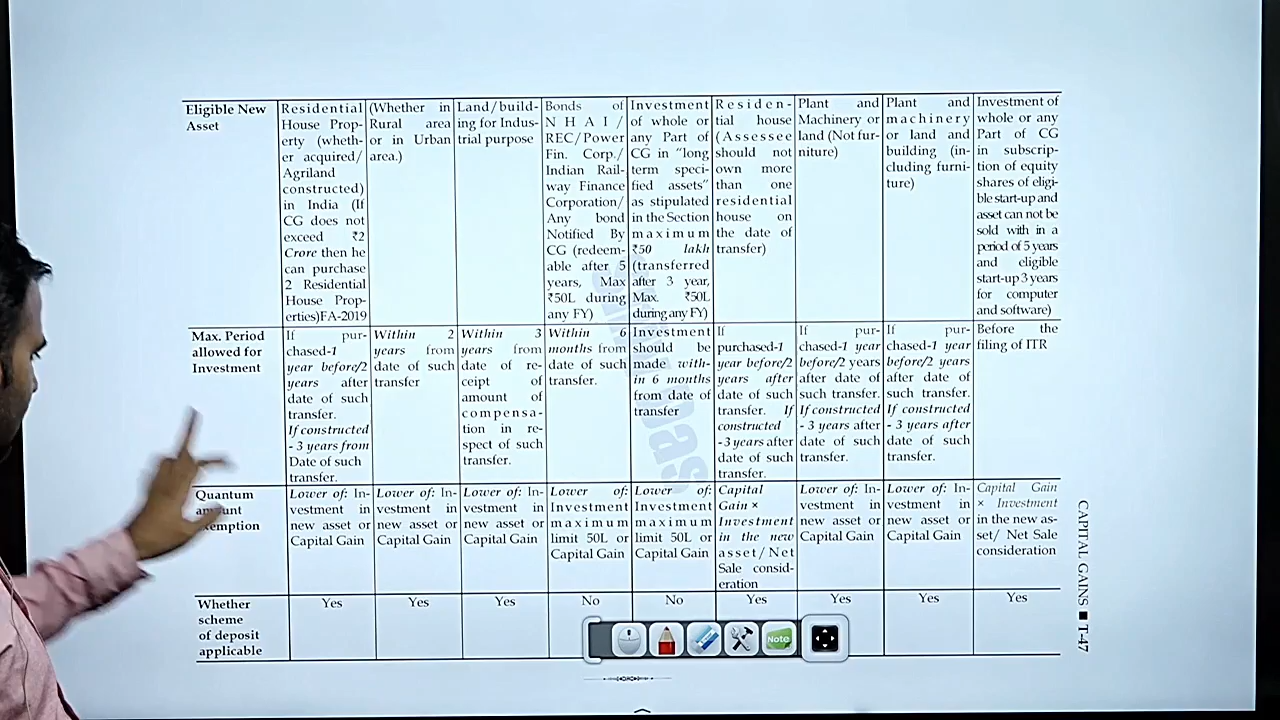 Eligible New
Asset
Residential
House Prop-
erty (wheth-
er acquired/
Agriland
constructed)
in India (If
CG does not
exceed ₹2
Crore then he
can purchase
2 Residential
House Prop-
erties)FA-2019
(Whether in
Rural area
or in Urban
area.)
Land/build-
ing for Indus-
trial purpose
Bonds of
NHAI/
REC/Power
Fin. Corp./
Indian Rail-
way Finance
Corporation/
Any bond
Notified By
CG (redeem-
able after 5
years, Max
₹50L during
any FY)
Investment
of whole or
any Part of
CG in "long
term speci-
fied assets"
as stipulated
in the Section
maximum
₹50 lakh
(transferred
after 3 year,
Max. ₹50L
during any FY)
Residen-
tial house
(Assessee
should not
own more
than one
residential
house on
the date of
transfer)
Plant and
Machinery or
land (Not fur-
niture)
Plant and
machinery
or land and
building (in-
cluding furni-
ture)
Investment of
whole or any
Part of CG
in subscrip-
tion of equity
shares of eligi-
ble start-up and
asset can not be
sold with in a
period of 5 years
and eligible
start-up 3 years
for computer
and software)
Max. Period
allowed for
Investment
If pur-
chased-1
year before/2
years after
date of such
transfer.
If constructed
- 3 years from
Date of such
transfer.
Within 2
years from
date of such
transfer
Within 3
years from
date of re-
ceipt of
amount of
compensa-
tion in re-
spect of such
transfer.
Within 6
months from
date of such
transfer.
Investment
should be
made with-
in 6 months
from date of
transfer
If
purchased-1
year before/2
years after
date of such
transfer. If
constructed
-3 years after
date of such
transfer.
If pur-
chased-1 year
before/2 years
after date of
such transfer.
If constructed
- 3 years after
date of such
transfer.
If pur-
chased-1 year
before/2 years
after date of
such transfer.
If constructed
- 3 years after
date of such
transfer.
Before the
filing of ITR
Quantum
emption
Lower of: In-
vestment in
new asset or
Capital Gain
Lower of: In-
vestment in
new asset or
Capital Gain
Lower of: In-
vestment in
new asset or
Capital Gain
Lower of:
Investment
maximum
limit 50L or
Capital Gain
Lower of:
Investment
maximum
limit 50L or
Capital Gain
Capital
Gain ×
Investment
in the new
asset/ Net
Sale consid-
eration
Lower of: In-
vestment in
new asset or
Capital Gain
Lower of: In-
vestment in
new asset or
Capital Gain
Capital Gain
× Investment
in the new as-
set/ Net Sale
consideration
Whether
scheme
of deposit
applicable
Yes
Yes
Yes
No
No
Yes
Yes
Yes
Yes
CAPITAL GAINS ■ T-47
Note